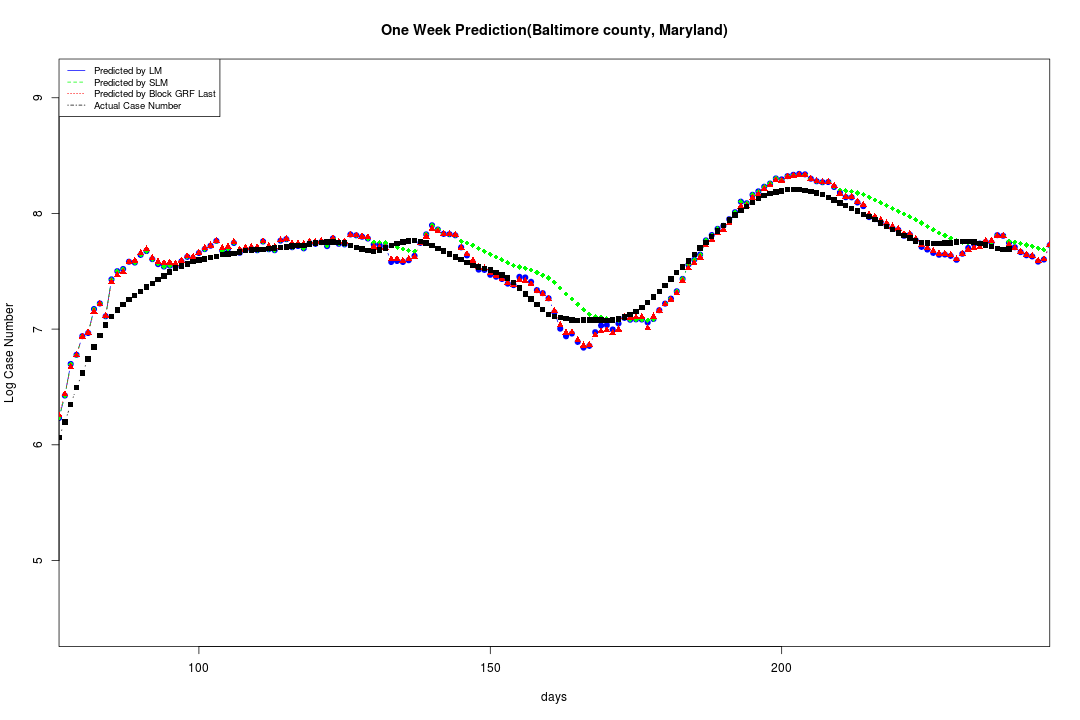 One Week Prediction(Baltimore county, Maryland)
Predicted by LM
Predicted by SLM
Predicted by Block GRF Last
Actual Case Number
9
8
7
6
5
Log Case Number
100 150 200
days